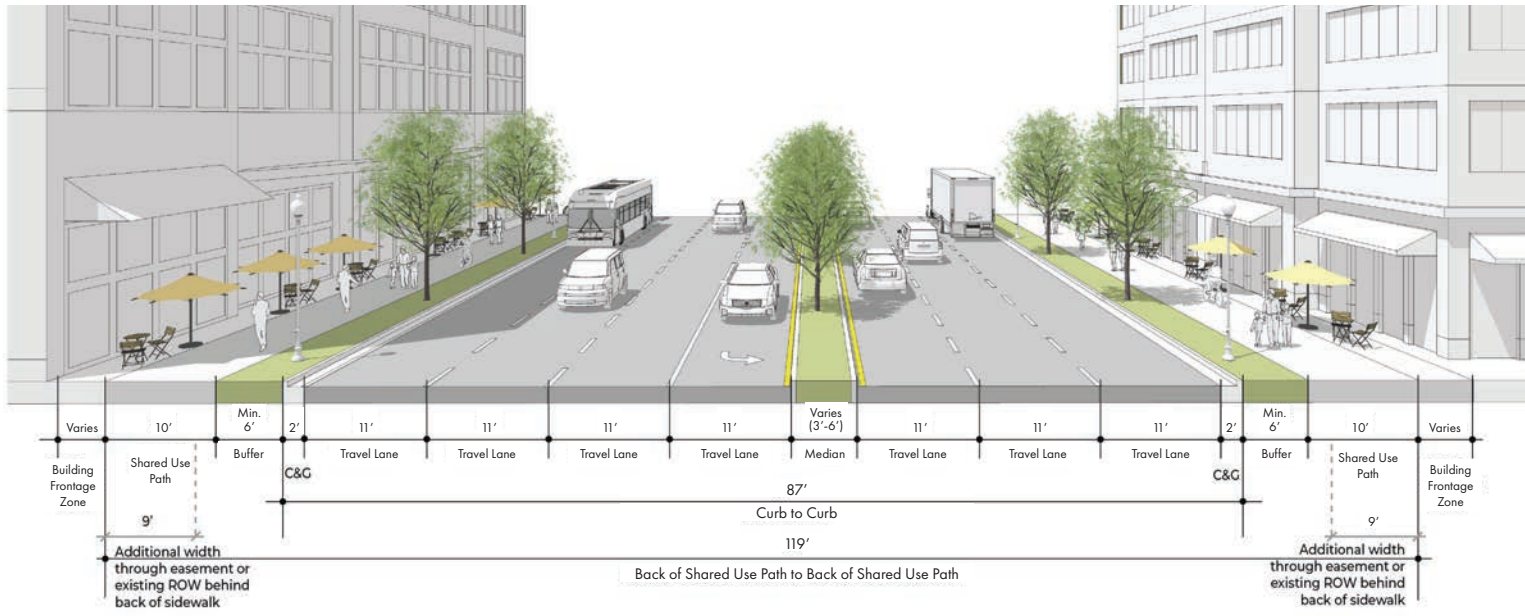 Varies
10'
Min.
6'
2'
11'
11'
11'
11'
Varies
(3'-6')
11'
11'
11'
2'
Min.
6'
10'
Varies
Building
Frontage
Zone
Shared Use
Path
Buffer
C&G
Travel Lane
Travel Lane
Travel Lane
Travel Lane
Median
Travel Lane
Travel Lane
Travel Lane
C&G
Buffer
Shared Use
Path
Building
Frontage
Zone
87'
Curb to Curb
9'
9'
119'
Back of Shared Use Path to Back of Shared Use Path
Additional width
through easement or
existing ROW behind
back of sidewalk
Additional width
through easement or
existing ROW behind
back of sidewalk